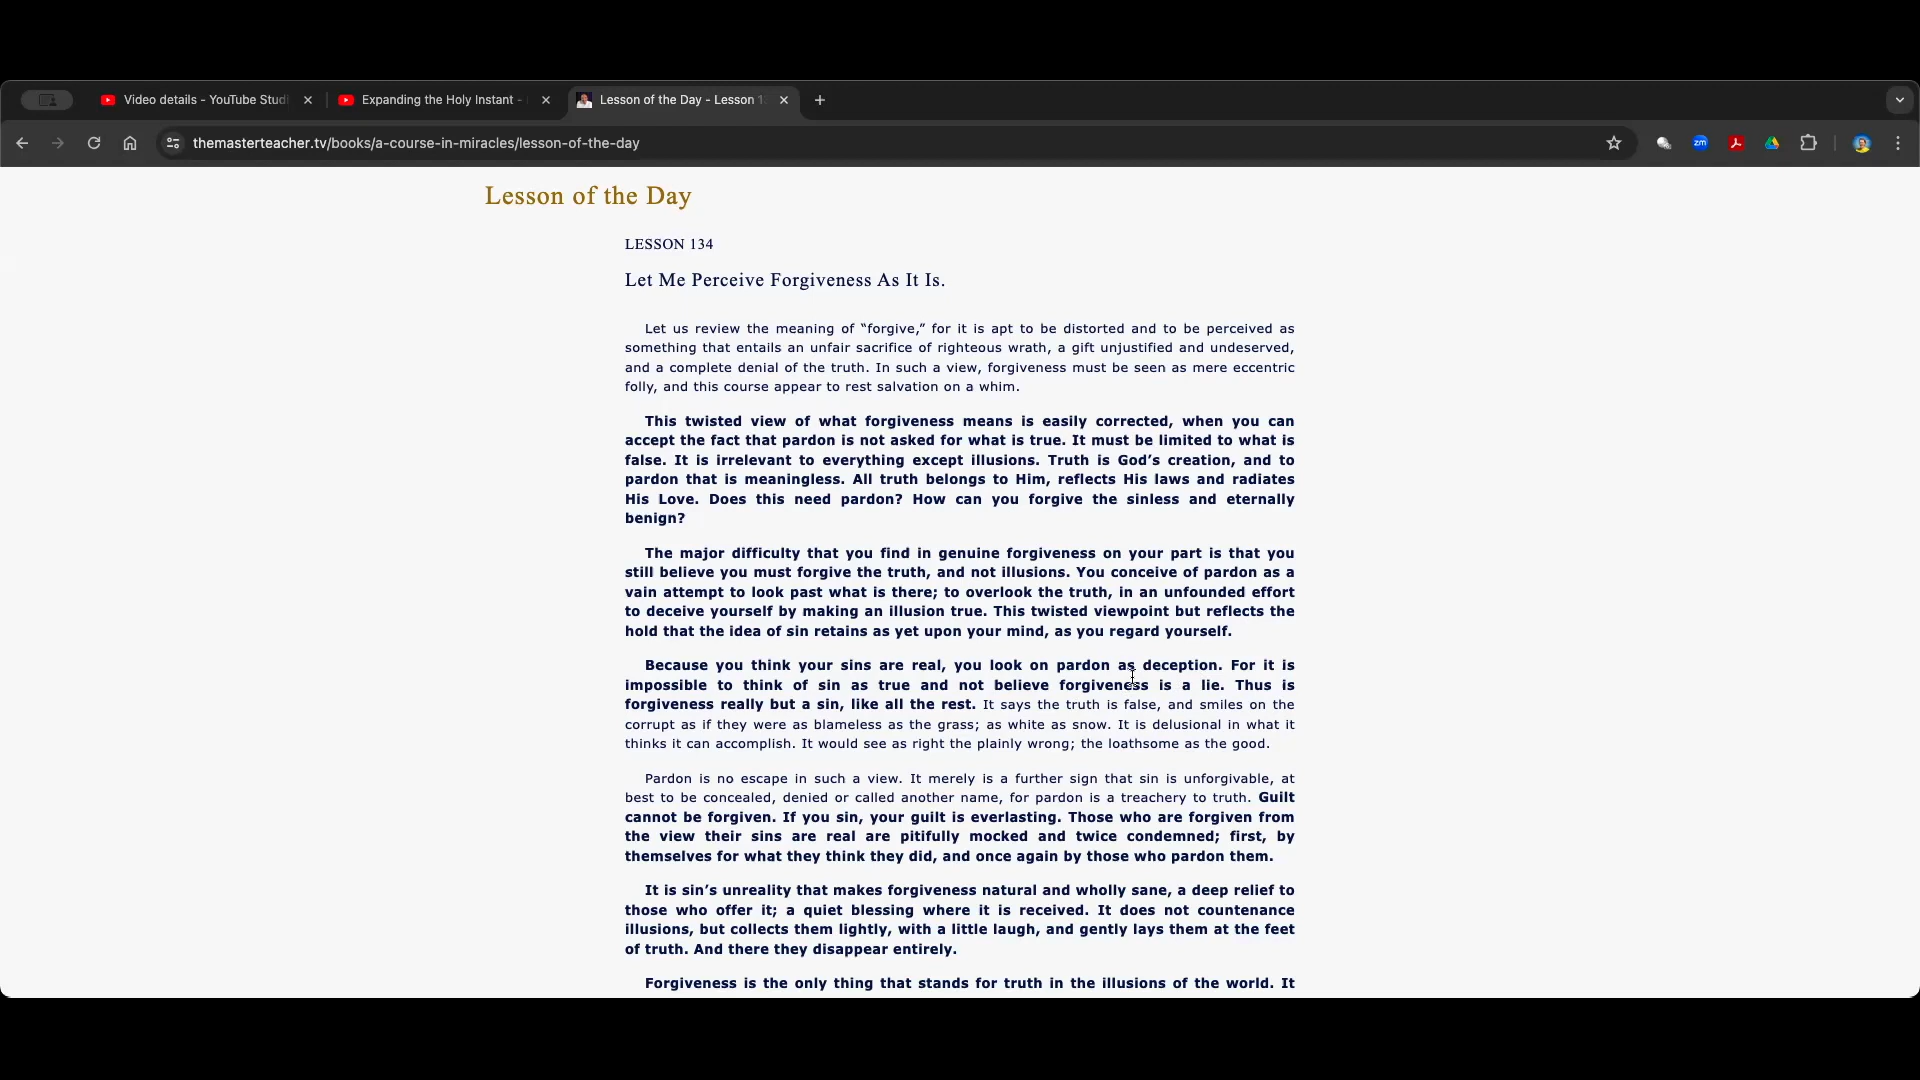 Video details - YouTube Studi
Expanding the Holy Instant -
Lesson of the Day - Lesson 1
themasterteacher.tv/books/a-course-in-miracles/lesson-of-the-day
zm
Lesson of the Day
LESSON 134
Let Me Perceive Forgiveness As It Is.
Let us review the meaning of “forgive,” for it is apt to be distorted and to be perceived as
something that entails an unfair sacrifice of righteous wrath, a gift unjustified and undeserved,
and a complete denial of the truth. In such a view, forgiveness must be seen as mere eccentric
folly, and this course appear to rest salvation on a whim.
This twisted view of what forgiveness means is easily corrected, when you can
accept the fact that pardon is not asked for what is true. It must be limited to what is
false. It is irrelevant to everything except illusions. Truth is God’s creation, and to
pardon that is meaningless. All truth belongs to Him, reflects His laws and radiates
His Love. Does this need pardon? How can you forgive the sinless and eternally
benign?
The major difficulty that you find in genuine forgiveness on your part is that you
still believe you must forgive the truth, and not illusions. You conceive of pardon as a
vain attempt to look past what is there; to overlook the truth, in an unfounded effort
to deceive yourself by making an illusion true. This twisted viewpoint but reflects the
hold that the idea of sin retains as yet upon your mind, as you regard yourself.
Because you think your sins are real, you look on pardon as deception. For it is
impossible to think of sin as true and not believe forgiveness is a lie. Thus is
forgiveness really but a sin, like all the rest. It says the truth is false, and smiles on the
corrupt as if they were as blameless as the grass; as white as snow. It is delusional in what it
thinks it can accomplish. It would see as right the plainly wrong; the loathsome as the good.
Pardon is no escape in such a view. It merely is a further sign that sin is unforgivable, at
best to be concealed, denied or called another name, for pardon is a treachery to truth. Guilt
cannot be forgiven. If you sin, your guilt is everlasting. Those who are forgiven from
the view their sins are real are pitifully mocked and twice condemned; first, by
themselves for what they think they did, and once again by those who pardon them.
It is sin’s unreality that makes forgiveness natural and wholly sane, a deep relief to
those who offer it; a quiet blessing where it is received. It does not countenance
illusions, but collects them lightly, with a little laugh, and gently lays them at the feet
of truth. And there they disappear entirely.
Forgiveness is the only thing that stands for truth in the illusions of the world. It